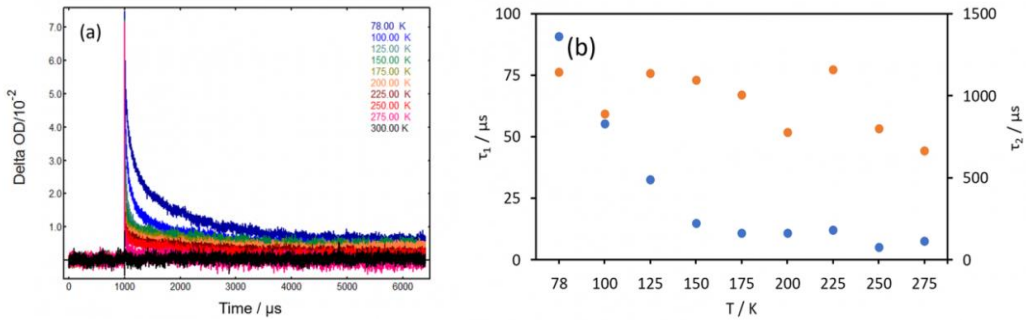 (a)
Delta OD/10⁻²
7.0
6.0
5.0
4.0
3.0
2.0
1.0
0.0
78.00 K
100.00 K
125.00 K
150.00 K
175.00 K
200.00 K
225.00 K
250.00 K
275.00 K
300.00 K
0 1000 2000 3000 4000 5000 6000
Time / µs
(b)
τ₁ / µs
100
75
50
25
0
1500
1000
500
0
τ₂ / µs
78 100 125 150 175 200 225 250 275
T / K